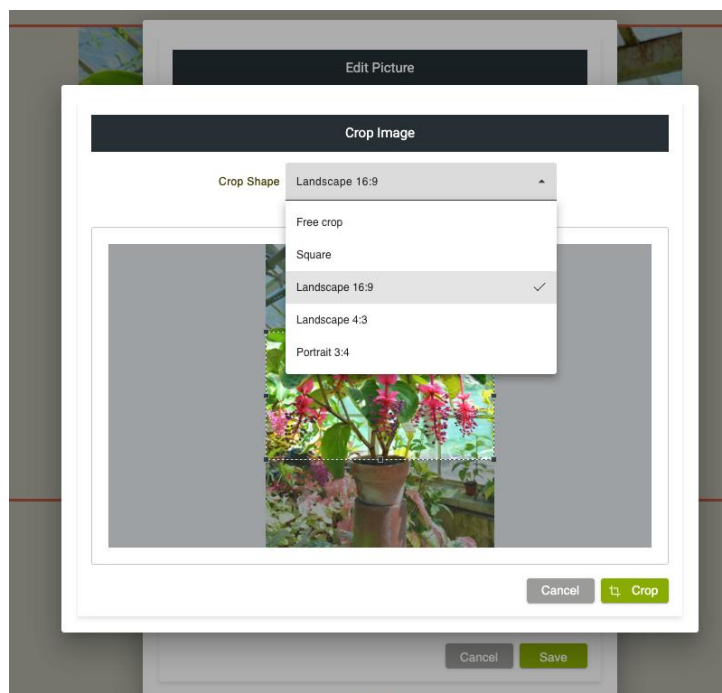 Edit Picture
Crop Image
Crop Shape Landscape 16:9
Free crop
Square
Landscape 16:9
Landscape 4:3
Portrait 3:4
Cancel Crop
Cancel Save